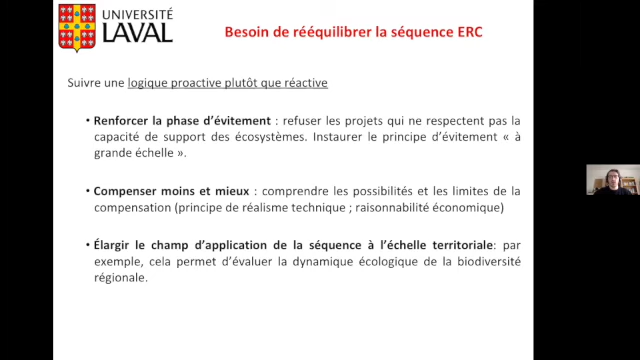 UNIVERSITÉ
LAVAL
Besoin de rééquilibrer la séquence ERC
Suivre une logique proactive plutôt que réactive
• Renforcer la phase d’évitement : refuser les projets qui ne respectent pas la
capacité de support des écosystèmes. Instaurer le principe d’évitement « à
grande échelle ».
• Compenser moins et mieux : comprendre les possibilités et les limites de la
compensation (principe de réalisme technique ; raisonnabilité économique)
• Élargir le champ d’application de la séquence à l’échelle territoriale: par
exemple, cela permet d’évaluer la dynamique écologique de la biodiversité
régionale.